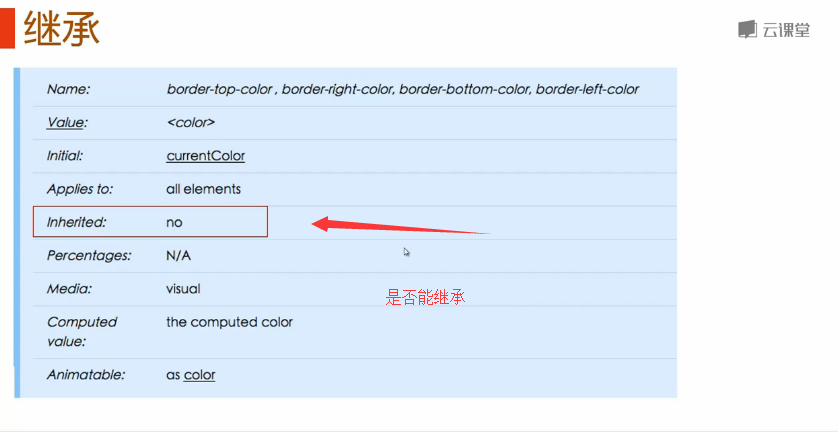 继承
云课堂
Name: border-top-color , border-right-color, border-bottom-color, border-left-color
Value: <color>
Initial: currentColor
Applies to: all elements
Inherited: no
Percentages: N/A
Media: visual
是否能继承
Computed value: the computed color
Animatable: as color